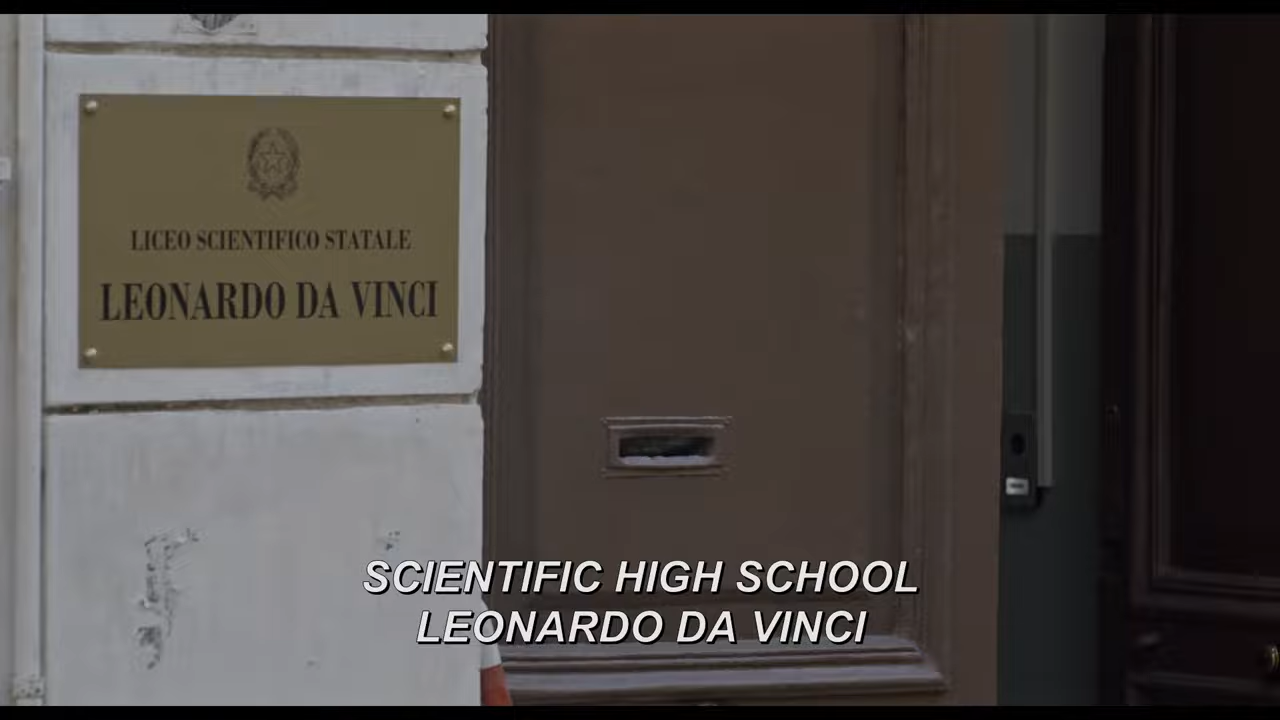 LICEO SCIENTIFICO STATALE
LEONARDO DA VINCI
SCIENTIFIC HIGH SCHOOL
LEONARDO DA VINCI